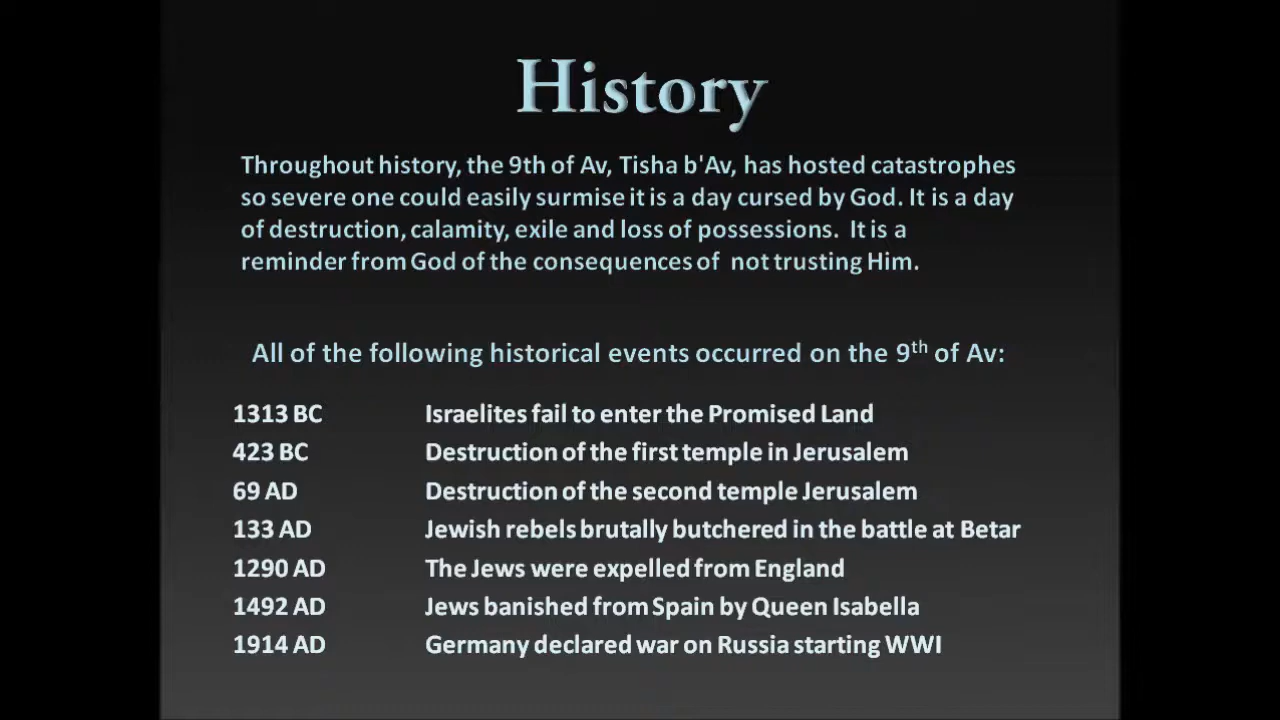 History
Throughout history, the 9th of Av, Tisha b'Av, has hosted catastrophes
so severe one could easily surmise it is a day cursed by God. It is a day
of destruction, calamity, exile and loss of possessions. It is a
reminder from God of the consequences of not trusting Him.
All of the following historical events occurred on the 9th of Av:
1313 BC Israelites fail to enter the Promised Land
423 BC Destruction of the first temple in Jerusalem
69 AD Destruction of the second temple Jerusalem
133 AD Jewish rebels brutally butchered in the battle at Betar
1290 AD The Jews were expelled from England
1492 AD Jews banished from Spain by Queen Isabella
1914 AD Germany declared war on Russia starting WWI